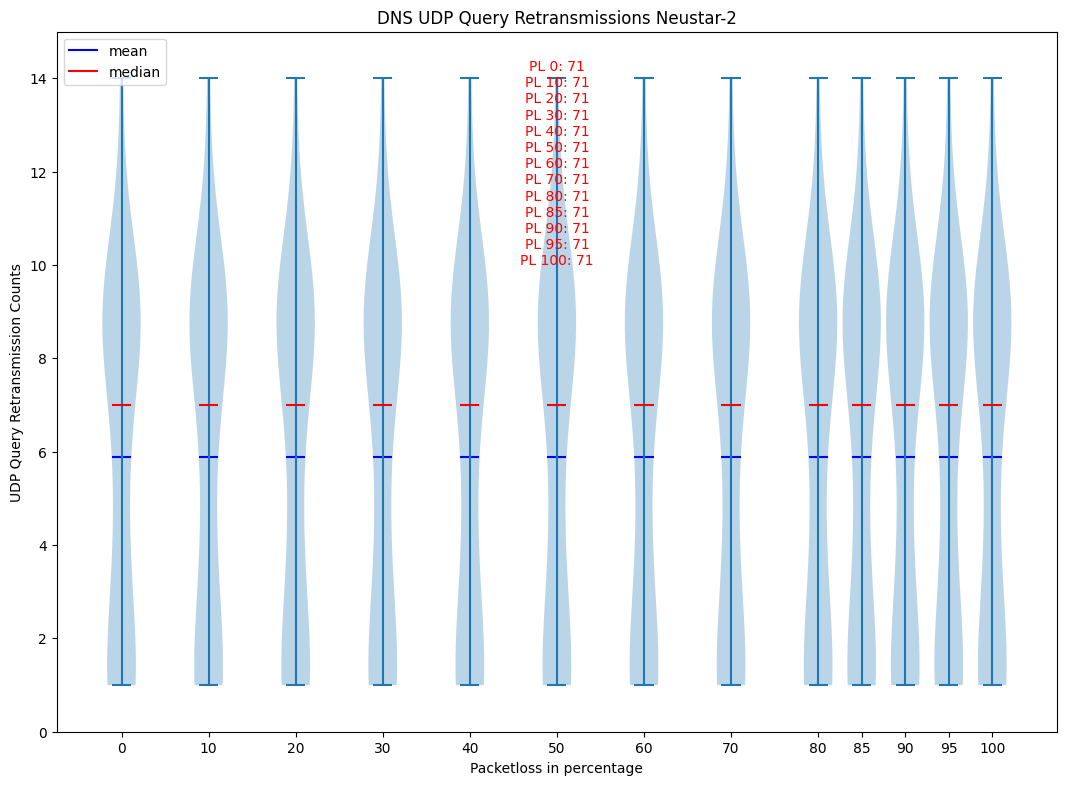 DNS UDP Query Retransmissions Neustar-2
mean
median
PL 0: 71
PL 10: 71
PL 20: 71
PL 30: 71
PL 40: 71
PL 50: 71
PL 60: 71
PL 70: 71
PL 80: 71
PL 85: 71
PL 90: 71
PL 95: 71
PL 100: 71
UDP Query Retransmission Counts
14
12
10
8
6
4
2
0
0 10 20 30 40 50 60 70 80 85 90 95 100
Packetloss in percentage